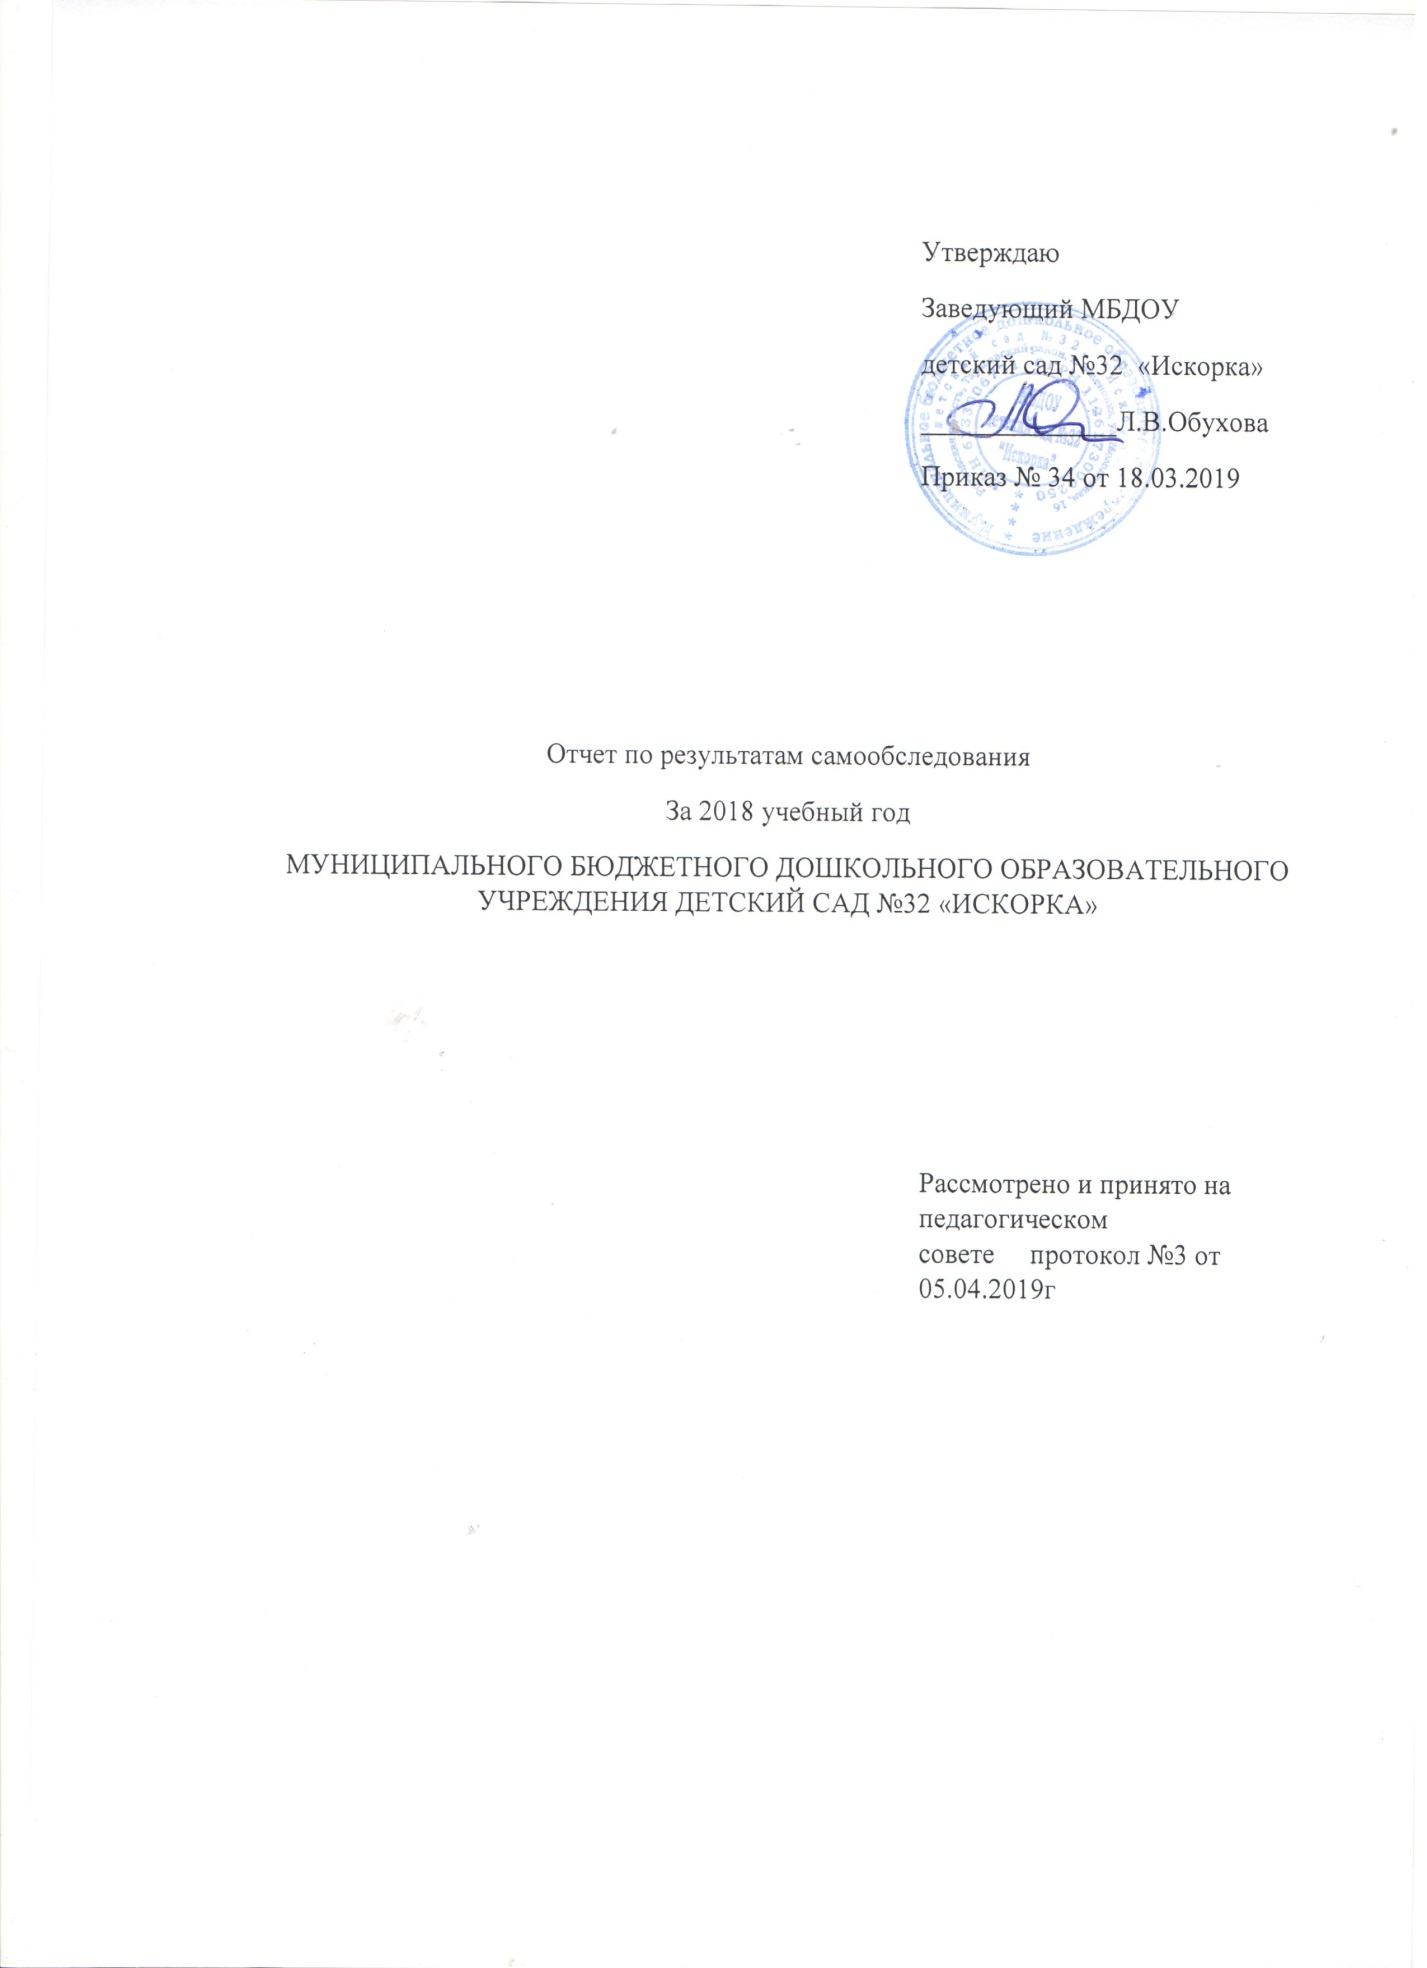 Утверждаю
Заведующий МБДОУ
детский сад №32 «Искорка»
______________Л.В.Обухова
Приказ № 34 от 18.03.2019
Отчет по результатам самообследования
За 2018 учебный год
МУНИЦИПАЛЬНОГО БЮДЖЕТНОГО ДОШКОЛЬНОГО ОБРАЗОВАТЕЛЬНОГО
УЧРЕЖДЕНИЯ ДЕТСКИЙ САД №32 «ИСКОРКА»
Рассмотрено и принято на
педагогическом
совете протокол №3 от
05.04.2019г